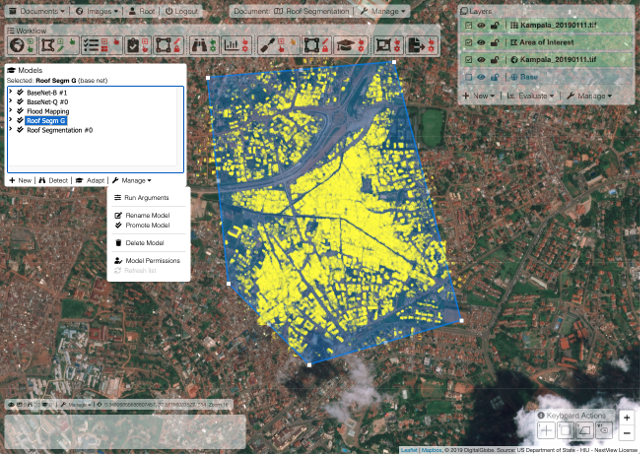 Documents Images Root Logout
Document: Roof Segmentation Manage
Layers
Workflow
Kampala_20190111.tif
Area of Interest
Kampala_20190111.tif
Base
New Evaluate Manage
Models
Selected: Roof Segm G (base net)
BaseNet-B #1
BaseNet-Q #0
Flood Mapping
Roof Segm G
Roof Segmentation #0
New Detect Adapt Manage
Run Arguments
Rename Model
Promote Model
Delete Model
Model Permissions
Refresh list
Manage
Keyboard Actions
+
−
Leaflet | Mapbox, © 2019 DigitalGlobe. Source: US Department of State - HIU - NextView License